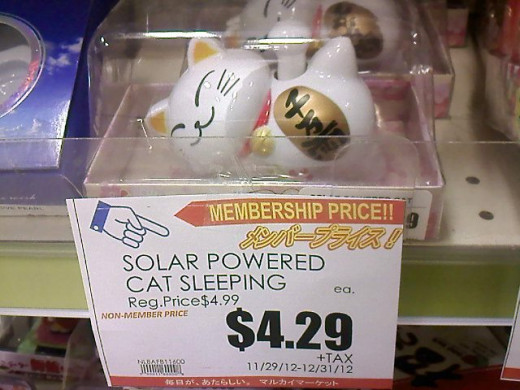 MEMBERSHIP PRICE!!
メンバープライス!
SOLAR POWERED
CAT SLEEPING
ea.
Reg.Price$4.99
NON-MEMBER PRICE
$4.29
+TAX
11/29/12-12/31/12
毎日が、あたらしい。 マルカイマーケット